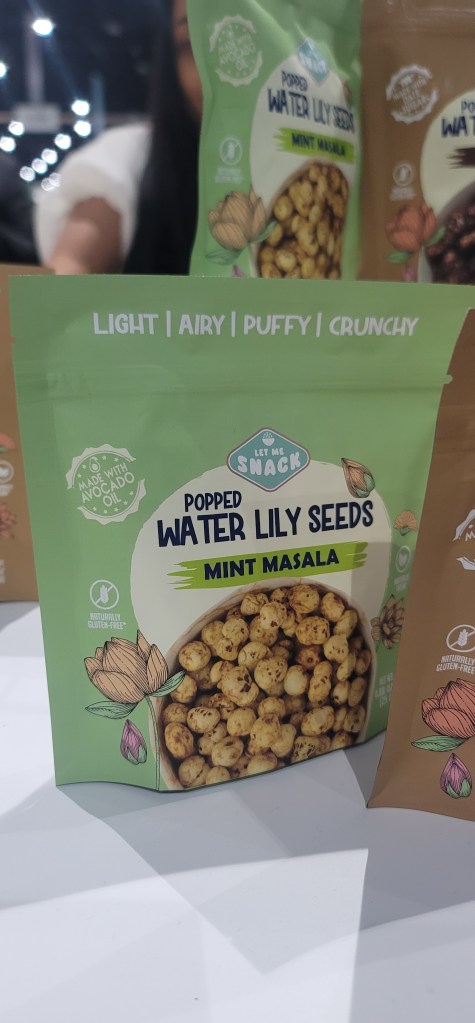 POPPED
WATER LILY SEEDS
MINT MASALA
LIGHT | AIRY | PUFFY | CRUNCHY
LET ME
SNACK
MADE WITH
AVOCADO
OIL
POPPED
WATER LILY SEEDS
MINT MASALA
NATURALLY
GLUTEN-FREE*
NATURALLY
GLUTEN-FREE*